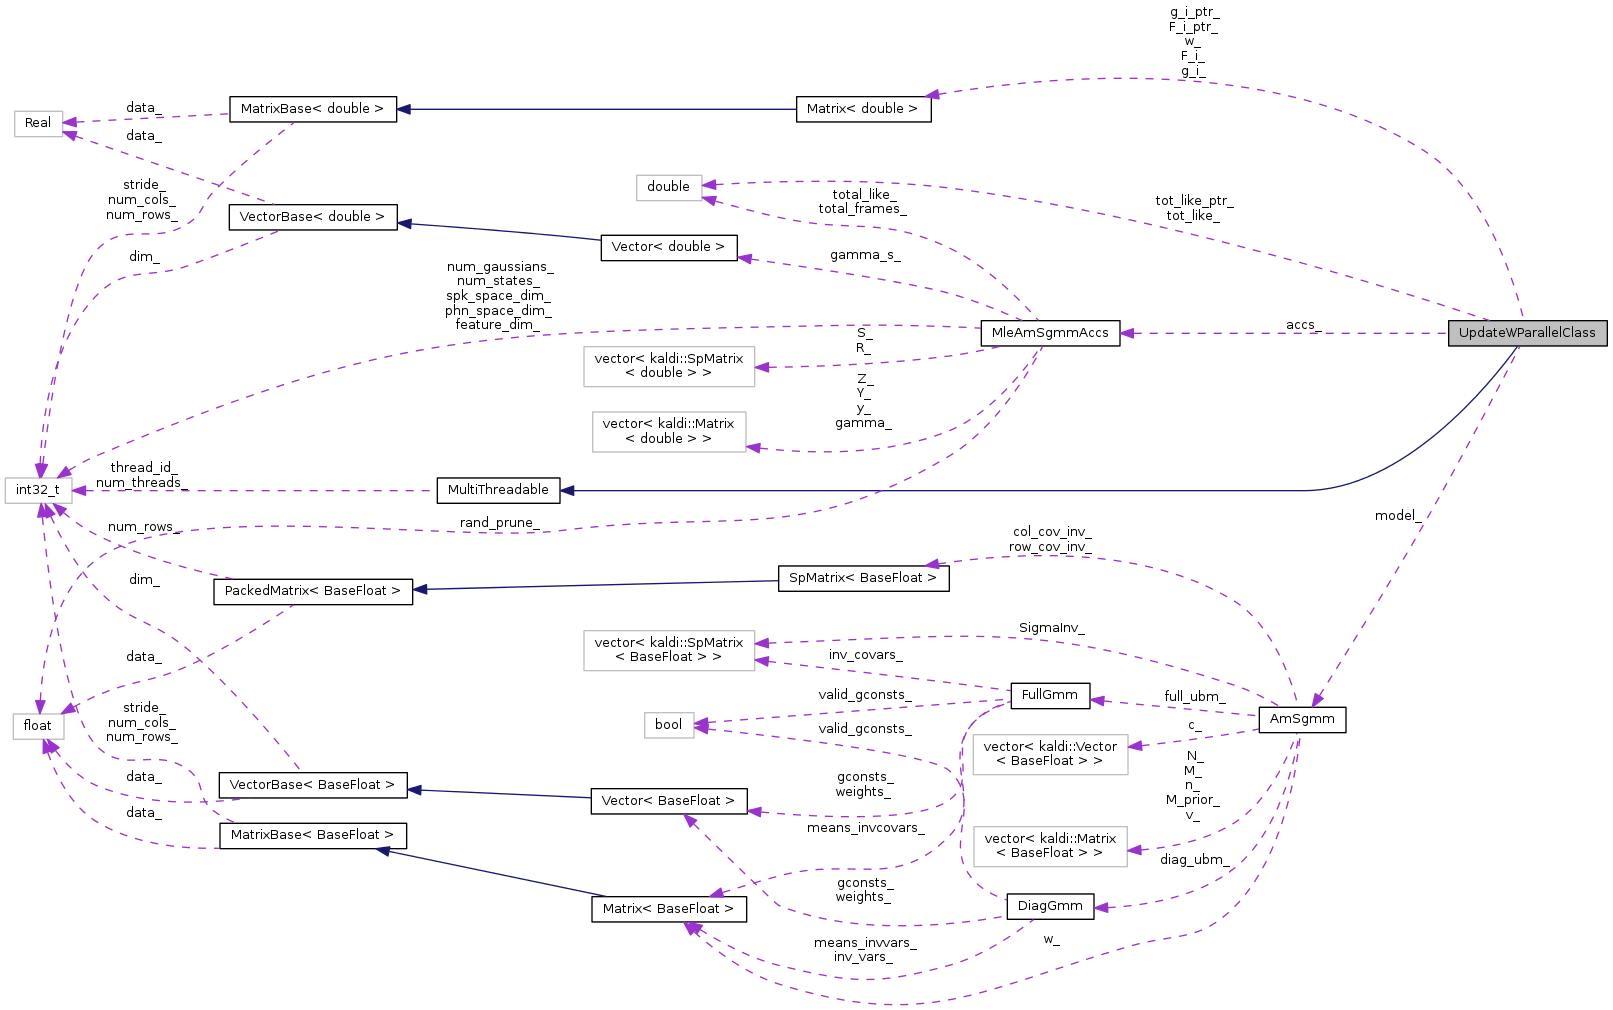 g_i_ptr_
F_i_ptr_
w_
F_i_
g_i_
MatrixBase< double >
Matrix< double >
data_
Real
data_
double
total_like_
total_frames_
tot_like_ptr_
tot_like_
stride_
num_cols_
num_rows_
VectorBase< double >
Vector< double >
dim_
gamma_s_
num_gaussians_
num_states_
spk_space_dim_
phn_space_dim_
feature_dim_
MleAmSgmmAccs
accs_
UpdateWParallelClass
S_
R_
vector< kaldi::SpMatrix
< double > >
Z_
Y_
y_
gamma_
vector< kaldi::Matrix
< double > >
thread_id_
num_threads_
int32_t
MultiThreadable
model_
num_rows_
rand_prune_
col_cov_inv_
row_cov_inv_
dim_
PackedMatrix< BaseFloat >
SpMatrix< BaseFloat >
SigmaInv_
vector< kaldi::SpMatrix
< BaseFloat > >
inv_covars_
data_
FullGmm
full_ubm_
valid_gconsts_
bool
valid_gconsts_
float
stride_
num_cols_
num_rows_
AmSgmm
c_
vector< kaldi::Vector
< BaseFloat > >
N_
M_
n_
M_prior_
v_
data_
VectorBase< BaseFloat >
gconsts_
weights_
Vector< BaseFloat >
data_
MatrixBase< BaseFloat >
means_invcovars_
vector< kaldi::Matrix
< BaseFloat > >
diag_ubm_
gconsts_
weights_
Matrix< BaseFloat >
DiagGmm
means_invvars_
inv_vars_
w_